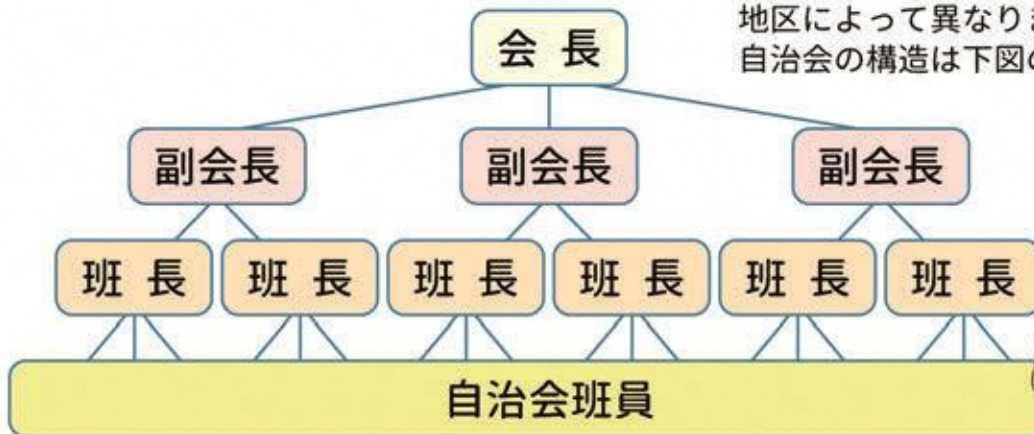 地区によって異なりま
自治会の構造は下図の
会 長
副会長 副会長 副会長
班 長 班 長 班 長 班 長 班 長 班 長
自治会班員